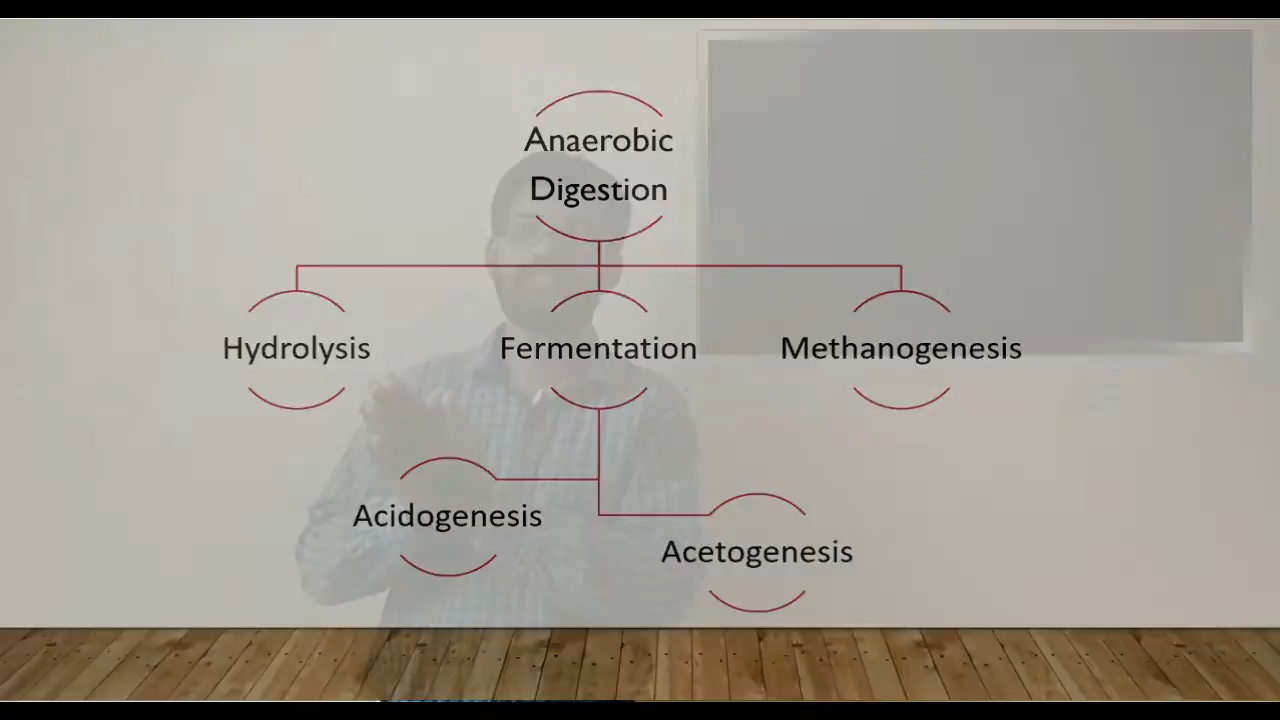 Anaerobic
Digestion
Hydrolysis
Fermentation
Methanogenesis
Acidogenesis
Acetogenesis